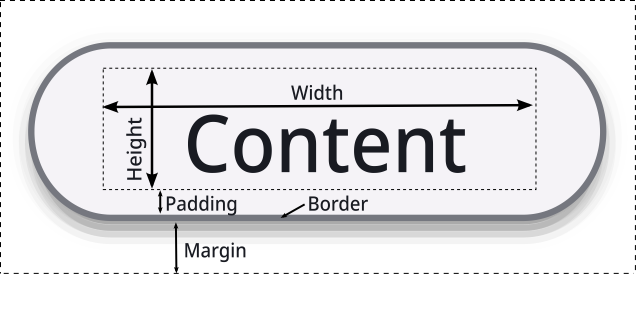 Width
Height
Content
Padding
Border
Margin